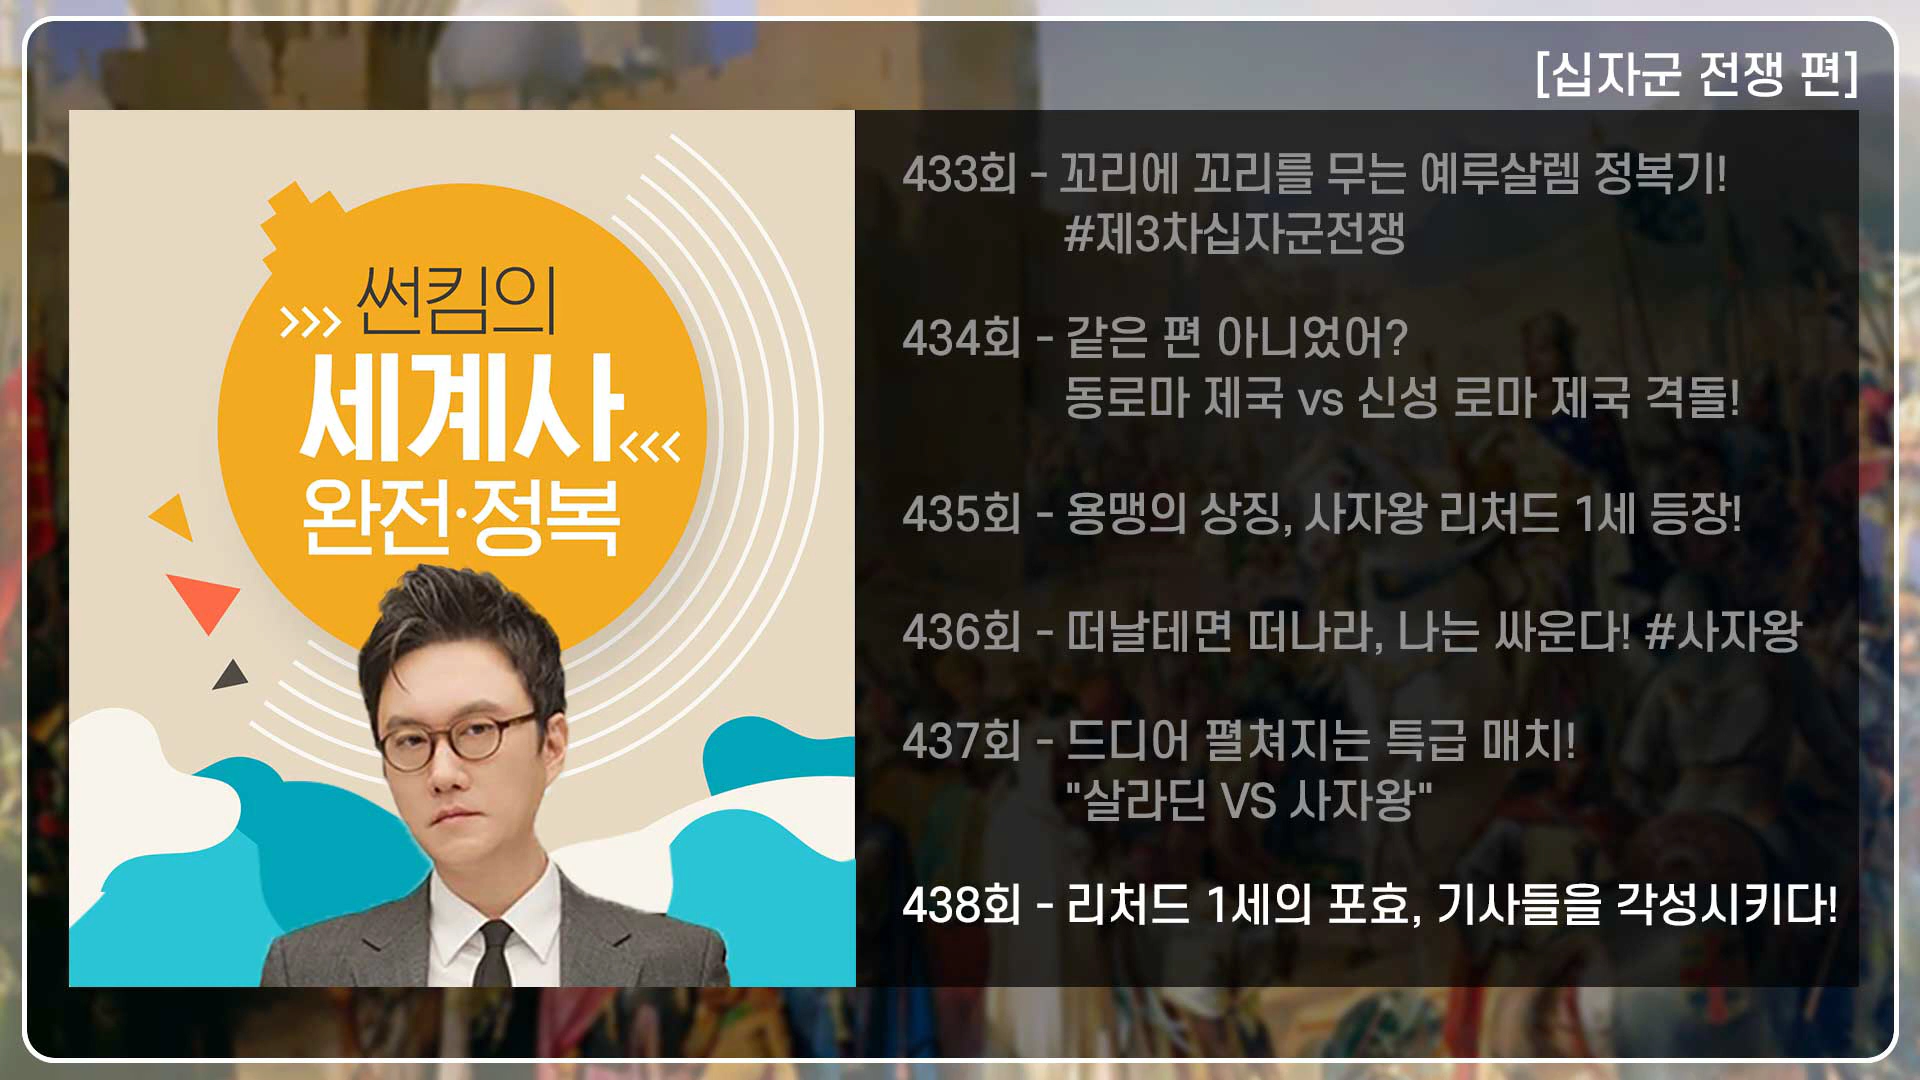 [십자군 전쟁 편]
>>> 썬킴의
세계사 <<<
완전·정복
433회 - 꼬리에 꼬리를 무는 예루살렘 정복기!
#제3차십자군전쟁
434회 - 같은 편 아니었어?
동로마 제국 vs 신성 로마 제국 격돌!
435회 - 용맹의 상징, 사자왕 리처드 1세 등장!
436회 - 떠날테면 떠나라, 나는 싸운다! #사자왕
437회 - 드디어 펼쳐지는 특급 매치!
"살라딘 VS 사자왕"
438회 - 리처드 1세의 포효, 기사들을 각성시키다!